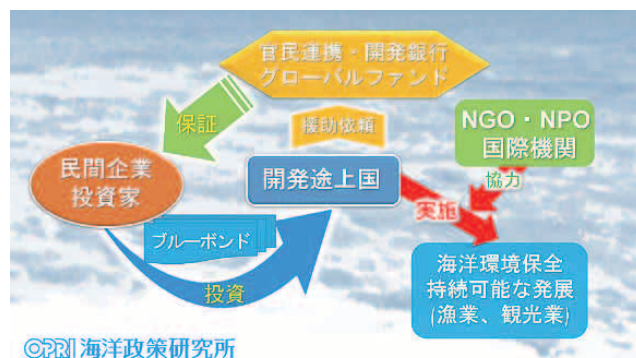 官民連携・開発銀行
グローバルファンド
保証
援助依頼
NGO・NPO
国際機関
民間企業
投資家
開発途上国
協力
実施
ブルーボンド
投資
海洋環境保全
持続可能な発展
(漁業、観光業)
OPRI 海洋政策研究所